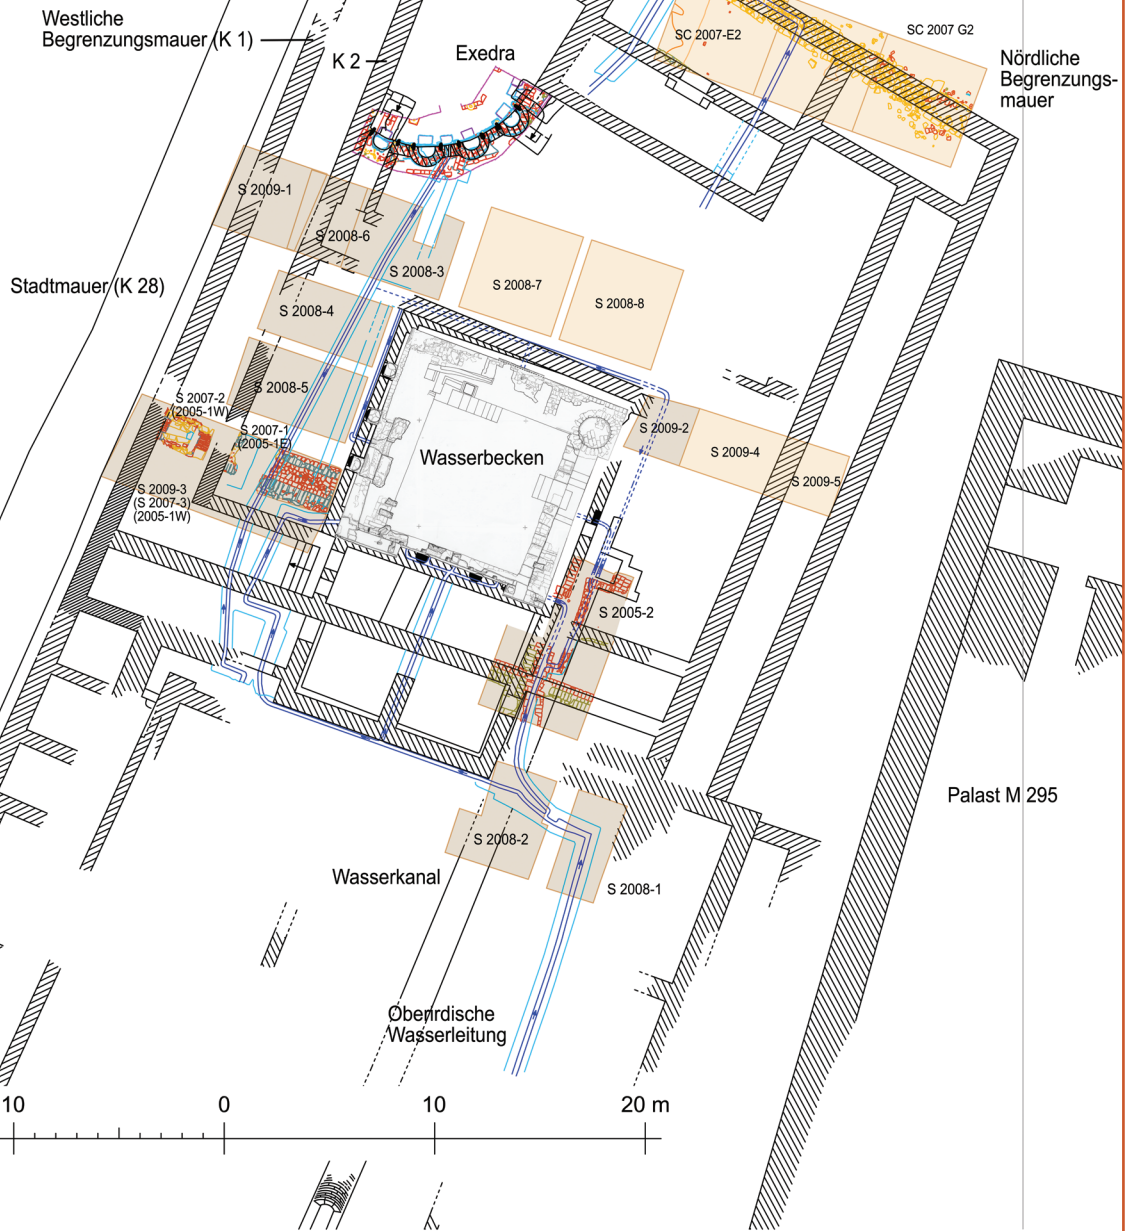 Westliche
Begrenzungsmauer (K 1)
K 2
Exedra
SC 2007-E2
SC 2007 G2
Nördliche
Begrenzungs-
mauer
S 2009-1
S 2008-6
S 2008-3
S 2008-7
S 2008-8
Stadtmauer (K 28)
S 2008-4
S 2008-5
S 2007-2
(2005-1W)
S 2007-1
(2005-1E)
Wasserbecken
S 2009-2
S 2009-4
S 2009-5
S 2009-3
(S 2007-3)
(2005-1W)
S 2005-2
Palast M 295
S 2008-2
S 2008-1
Wasserkanal
Obenrdische
Wasserleitung
10 0 10 20 m